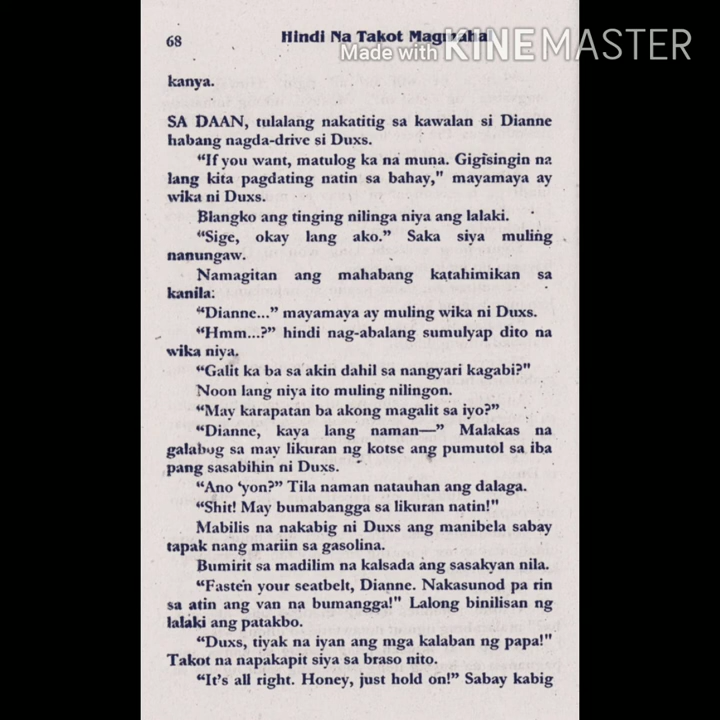 68
Hindi Na Takot Magmahal
Made with KINEMASTER
kanya.
SA DAAN, tulalang nakatitig sa kawalan si Dianne
habang nagda-drive si Duxs.
“If you want, matulog ka na muna. Gigisingin na
lang kita pagdating natin sa bahay," mayamaya ay
wika ni Duxs.
Blangko ang tinging nilinga niya ang lalaki.
“Sige, okay lang ako.” Saka siya muling
nanungaw.
Namagitan ang mahabang katahimikan sa
kanila:
“Dianne...” mayamaya ay muling wika ni Duxs.
“Hmm...?” hindi nag-abalang sumulyap dito na
wika niya.
“Galit ka ba sa akin dahil sa nangyari kagabi?"
Noon lang niya ito muling nilingon.
“May karapatan ba akong magalit sa iyo?”
“Dianne, kaya lang naman—” Malakas na
galabog sa may likuran ng kotse ang pumutol sa iba
pang sasabihin ni Duxs.
“Ano ‘yon?” Tila naman natauhan ang dalaga.
“Shit! May bumabangga sa likuran natin!"
Mabilis na nakabig ni Duxs ang manibela sabay
tapak nang mariin sa gasolina.
Bumirit sa madilim na kalsada ang sasakyan nila.
“Fasten your seatbelt, Dianne. Nakasunod pa rin
sa atin ang van na bumangga!" Lalong binilisan ng
lalaki ang patakbo.
“Duxs, tiyak na iyan ang mga kalaban ng papa!"
Takot na napakapit siya sa braso nito.
“It’s all right. Honey, just hold on!” Sabay kabig